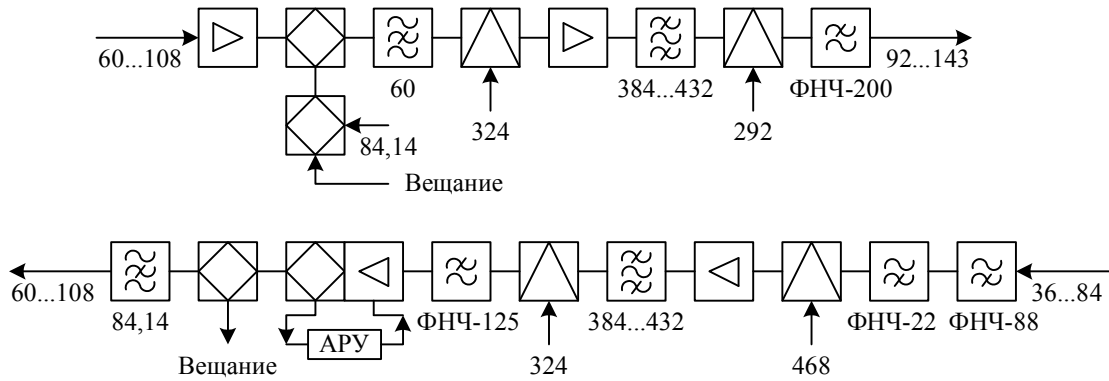 60...108
60
324
384...432
292
ФНЧ-200
92...143
84,14
Вещание
60...108
84,14
Вещание
АРУ
ФНЧ-125
324
384...432
468
ФНЧ-22
ФНЧ-88
36...84